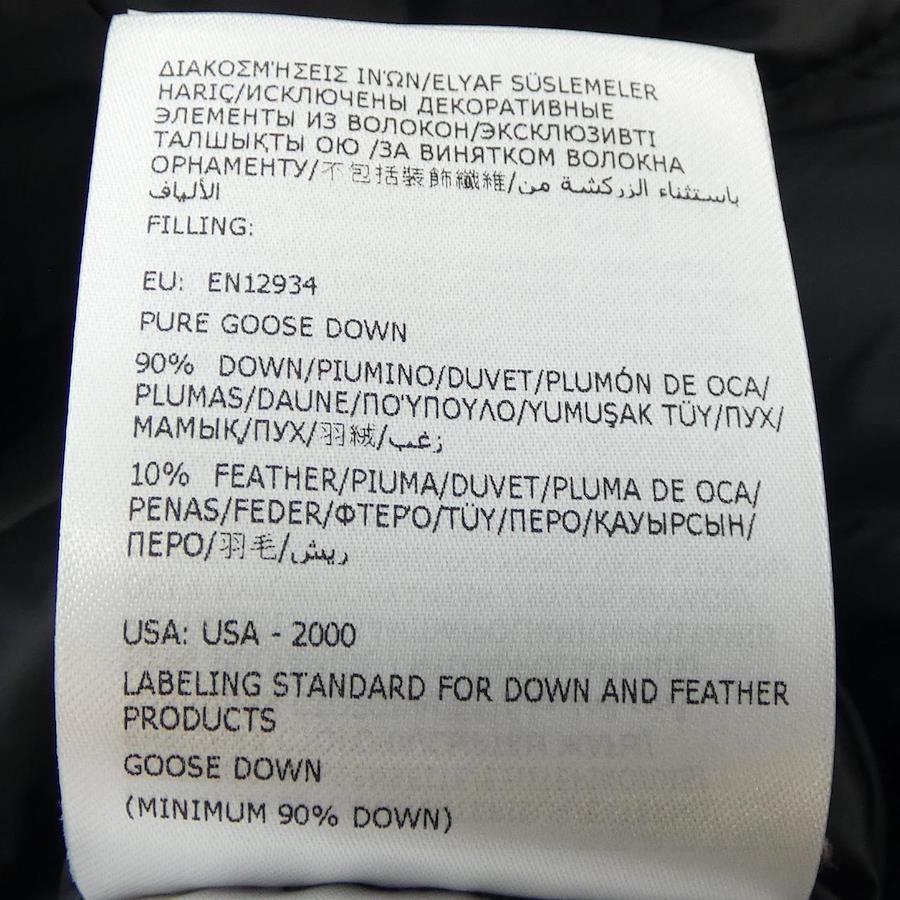 ΔΙΑΚΟΣΜΉΣΕΙΣ ΙΝΏΝ/ELYAF SÜSLEMELER
HARIÇ/ИСКЛЮЧЕНЫ ДЕКОРАТИВНЫЕ
ЭЛЕМЕНТЫ ИЗ ВОЛОКОН/ЭКСКЛЮЗИВТІ
ТАЛШЫҚТЫ ОЮ /ЗА ВИНЯТКОМ ВОЛОКНА
ОРНАМЕНТУ/不包括裝飾纖維/باستثناء الزركشة من
الألياف
FILLING:
EU: EN12934
PURE GOOSE DOWN
90% DOWN/PIUMINO/DUVET/PLUMÓN DE OCA/
PLUMAS/DAUNE/ΠΟΎΠΟΥΛΟ/YUMUŞAK TÜY/ПУХ/
МАМЫҚ/ПУХ/羽絨/زغب
10% FEATHER/PIUMA/DUVET/PLUMA DE OCA/
PENAS/FEDER/ΦΤΕΡΌ/TÜY/ПЕРО/ҚАУЫРСЫН/
ПЕРО/羽毛/ريش
USA: USA - 2000
LABELING STANDARD FOR DOWN AND FEATHER
PRODUCTS
GOOSE DOWN
(MINIMUM 90% DOWN)